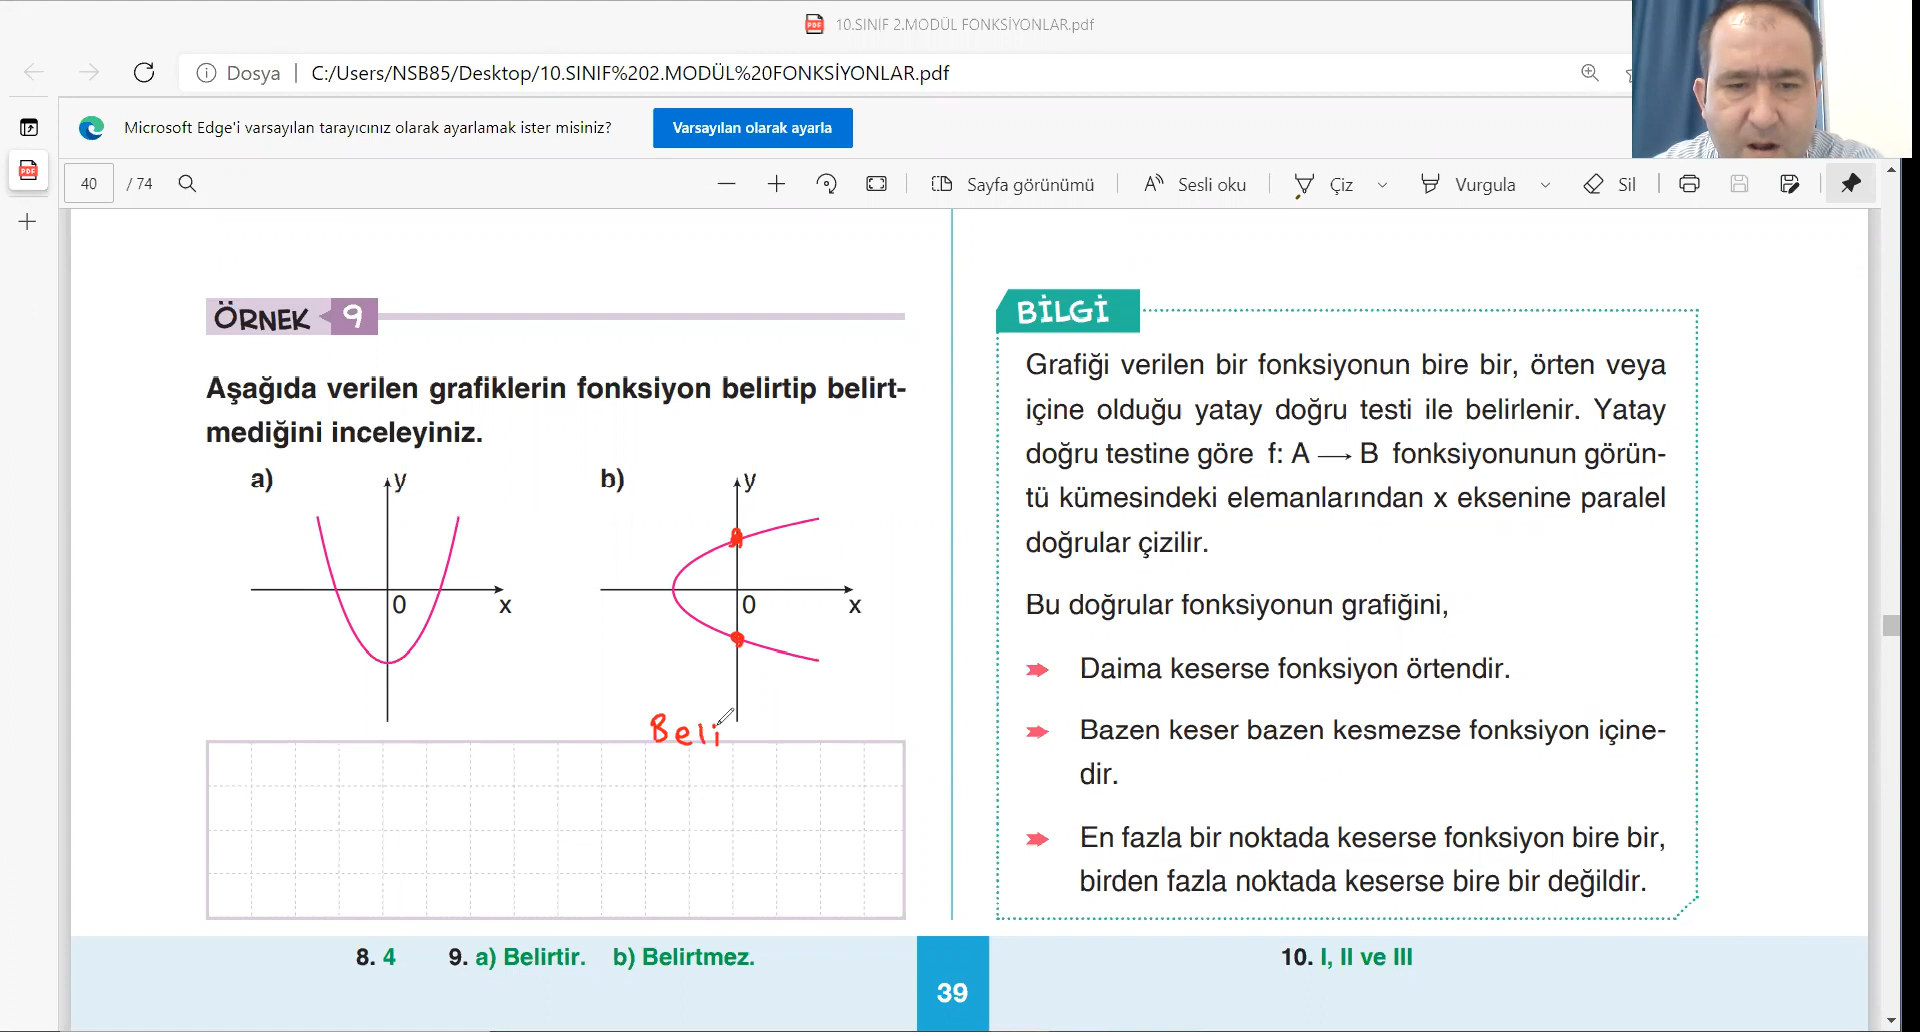 10.SINIF 2.MODÜL FONKSİYONLAR.pdf
Dosya | C:/Users/NSB85/Desktop/10.SINIF%202.MODÜL%20FONKSİYONLAR.pdf
Microsoft Edge'i varsayılan tarayıcınız olarak ayarlamak ister misiniz? Varsayılan olarak ayarla
40 / 74 Sayfa görünümü Sesli oku Çiz Vurgula Sil
ÖRNEK 9
Aşağıda verilen grafiklerin fonksiyon belirtip belirt-
mediğini inceleyiniz.
a) y b) y
0 x 0 x
Beli
BİLGİ
Grafiği verilen bir fonksiyonun bire bir, örten veya
içine olduğu yatay doğru testi ile belirlenir. Yatay
doğru testine göre f: A → B fonksiyonunun görün-
tü kümesindeki elemanlarından x eksenine paralel
doğrular çizilir.
Bu doğrular fonksiyonun grafiğini,
Daima keserse fonksiyon örtendir.
Bazen keser bazen kesmezse fonksiyon içine-
dir.
En fazla bir noktada keserse fonksiyon bire bir,
birden fazla noktada keserse bire bir değildir.
8. 4 9. a) Belirtir. b) Belirtmez.
39
10. I, II ve III